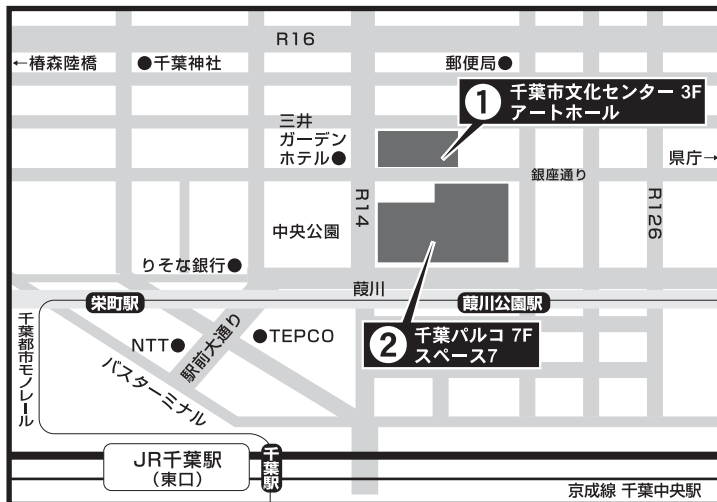 R16
←椿森陸橋
●千葉神社
郵便局●
① 千葉市文化センター 3F
アートホール
三井
ガーデン
ホテル●
県庁→
銀座通り
R14
R126
中央公園
りそな銀行●
葭川
栄町駅
葭川公園駅
千葉都市モノレール
NTT●
駅前大通り
●TEPCO
② 千葉パルコ 7F
スペース7
バスターミナル
JR千葉駅
(東口)
千葉駅
京成線 千葉中央駅